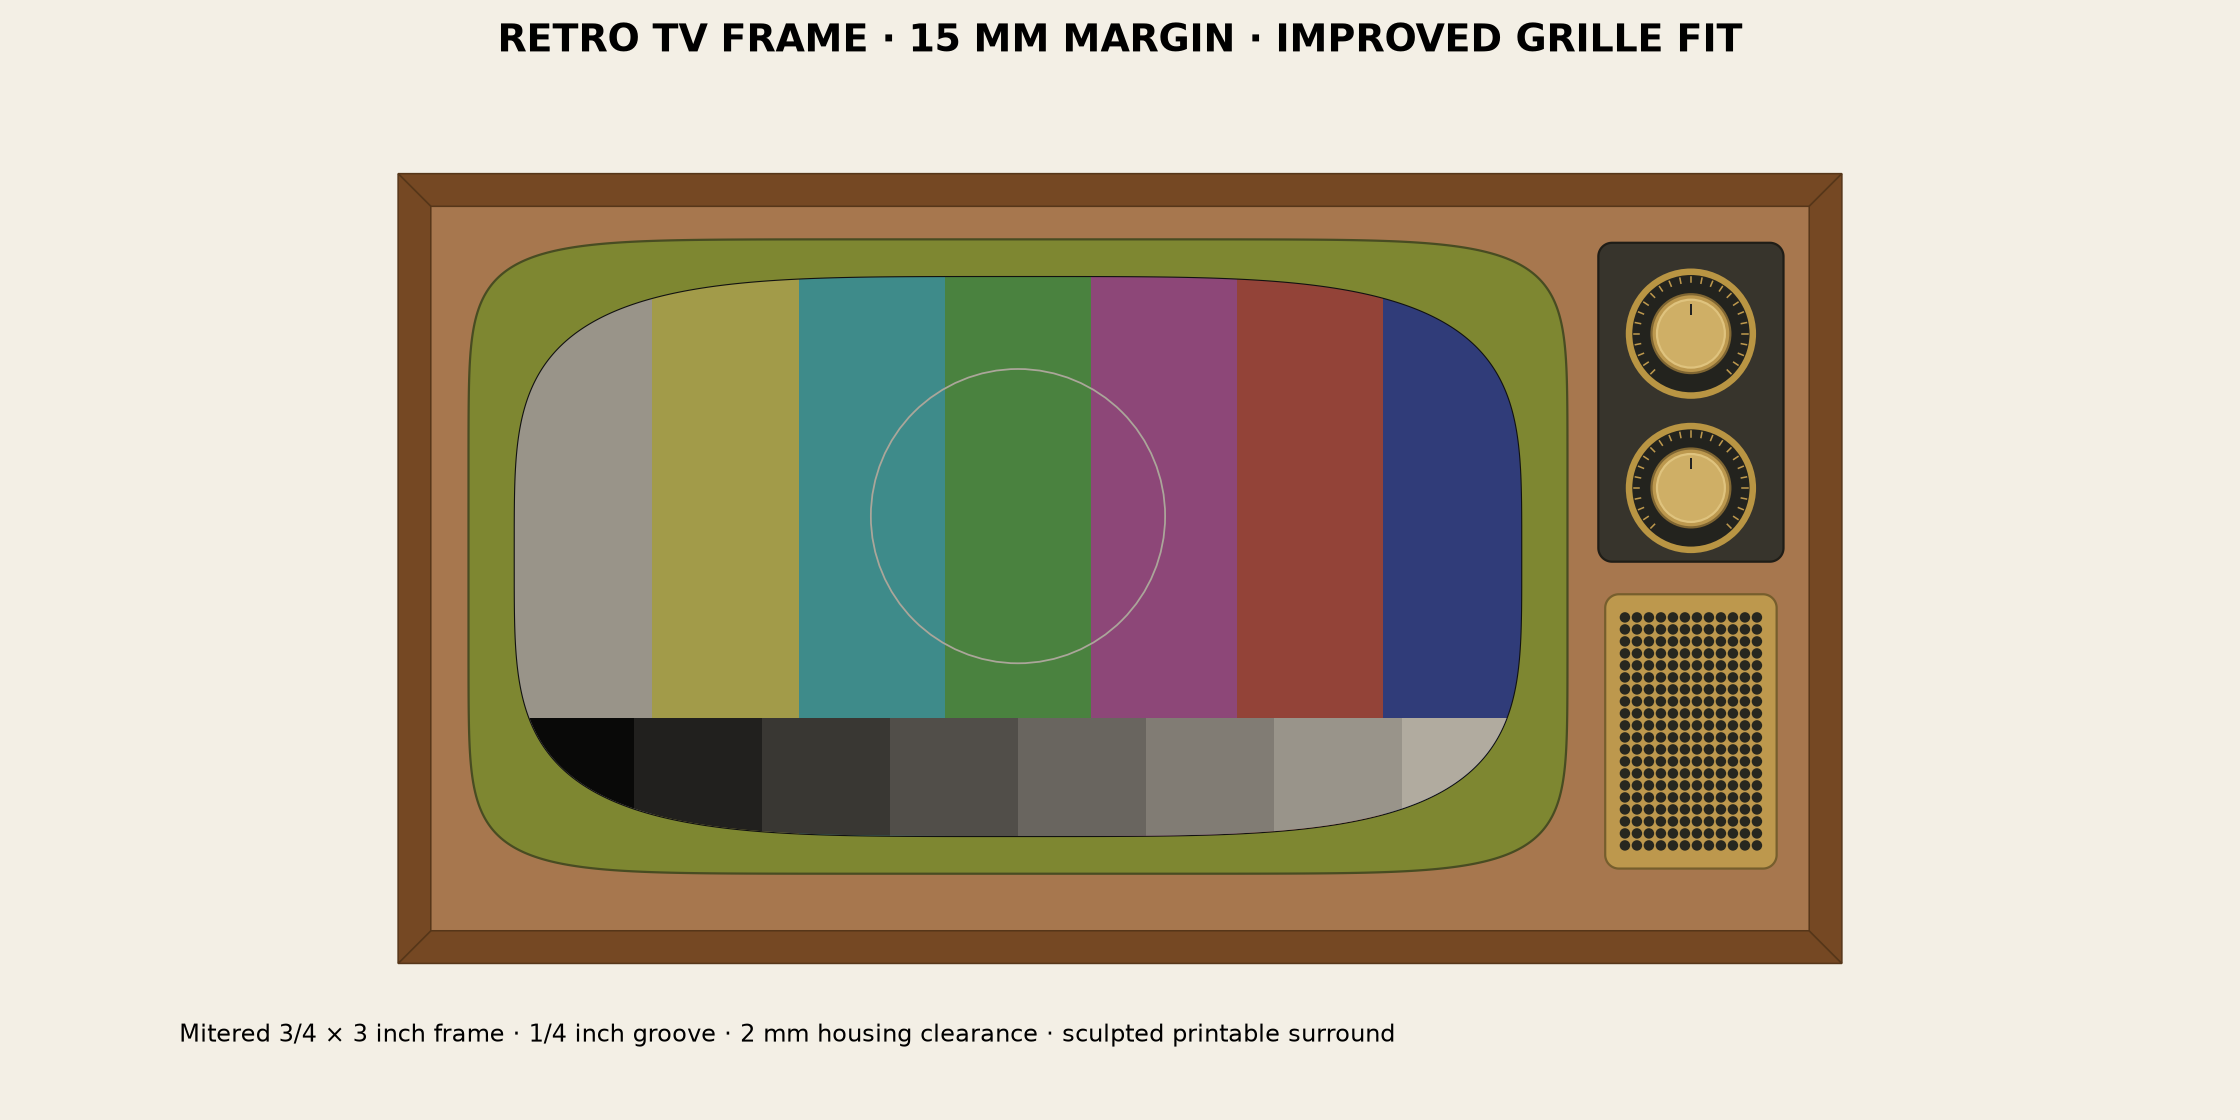 RETRO TV FRAME · 15 MM MARGIN · IMPROVED GRILLE FIT
Mitered 3/4 × 3 inch frame · 1/4 inch groove · 2 mm housing clearance · sculpted printable surround